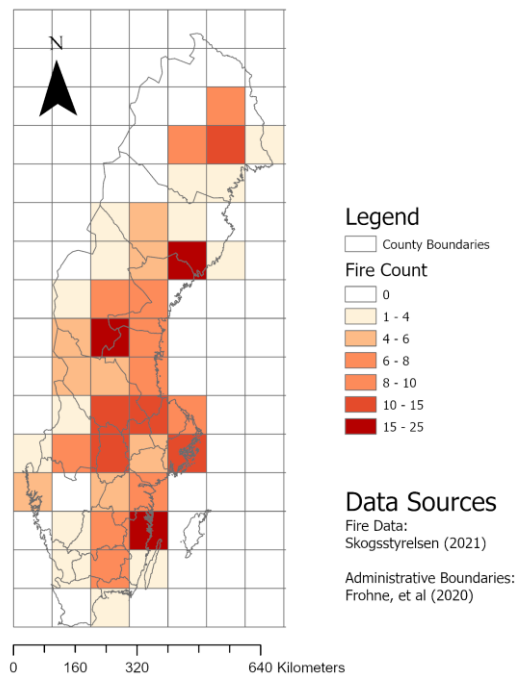 N
Legend
County Boundaries
Fire Count
0
1 - 4
4 - 6
6 - 8
8 - 10
10 - 15
15 - 25
Data Sources
Fire Data:
Skogsstyrelsen (2021)
Administrative Boundaries:
Frohne, et al (2020)
0 160 320 640 Kilometers